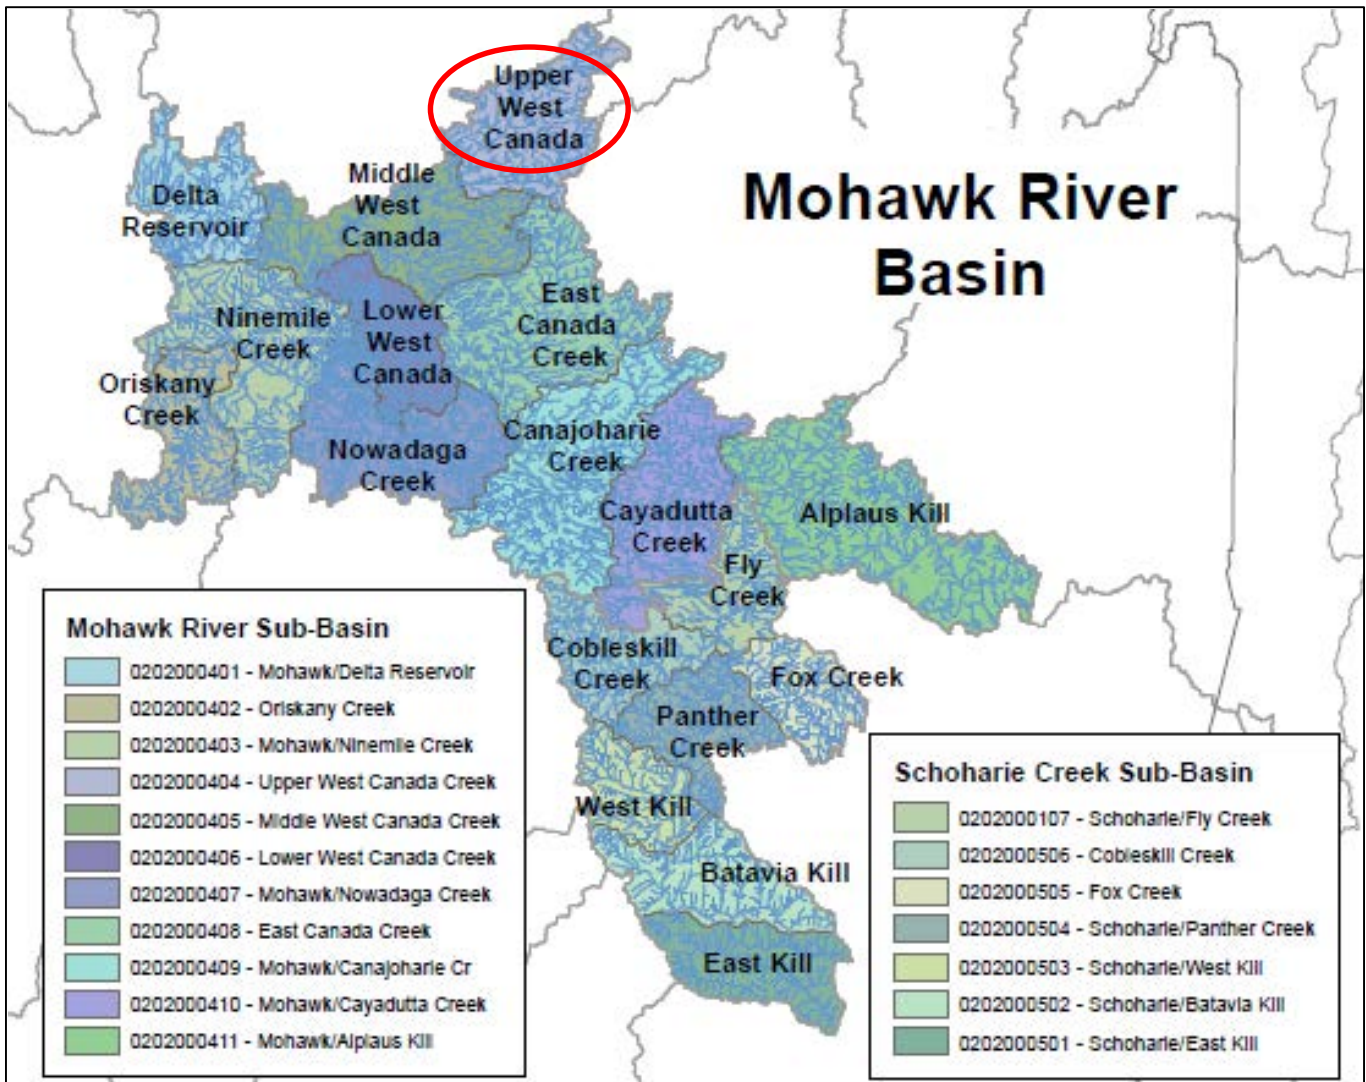 Upper
West
Canada
Middle
West
Canada
Delta
Reservoir
Mohawk River
Basin
Ninemile
Creek
Lower
West
Canada
East
Canada
Creek
Oriskany
Creek
Nowadaga
Creek
Canajoharie
Creek
Cayadutta
Creek
Alplaus Kill
Fly
Creek
Cobleskill
Creek
Fox Creek
Panther
Creek
West Kill
Batavia Kill
East Kill
Mohawk River Sub-Basin
0202000401 - Mohawk/Delta Reservoir
0202000402 - Oriskany Creek
0202000403 - Mohawk/Ninemile Creek
0202000404 - Upper West Canada Creek
0202000405 - Middle West Canada Creek
0202000406 - Lower West Canada Creek
0202000407 - Mohawk/Nowadaga Creek
0202000408 - East Canada Creek
0202000409 - Mohawk/Canajoharie Cr
0202000410 - Mohawk/Cayadutta Creek
0202000411 - Mohawk/Alplaus Kill
Schoharie Creek Sub-Basin
0202000107 - Schoharie/Fly Creek
0202000506 - Cobleskill Creek
0202000505 - Fox Creek
0202000504 - Schoharie/Panther Creek
0202000503 - Schoharie/West Kill
0202000502 - Schoharie/Batavia Kill
0202000501 - Schoharie/East Kill